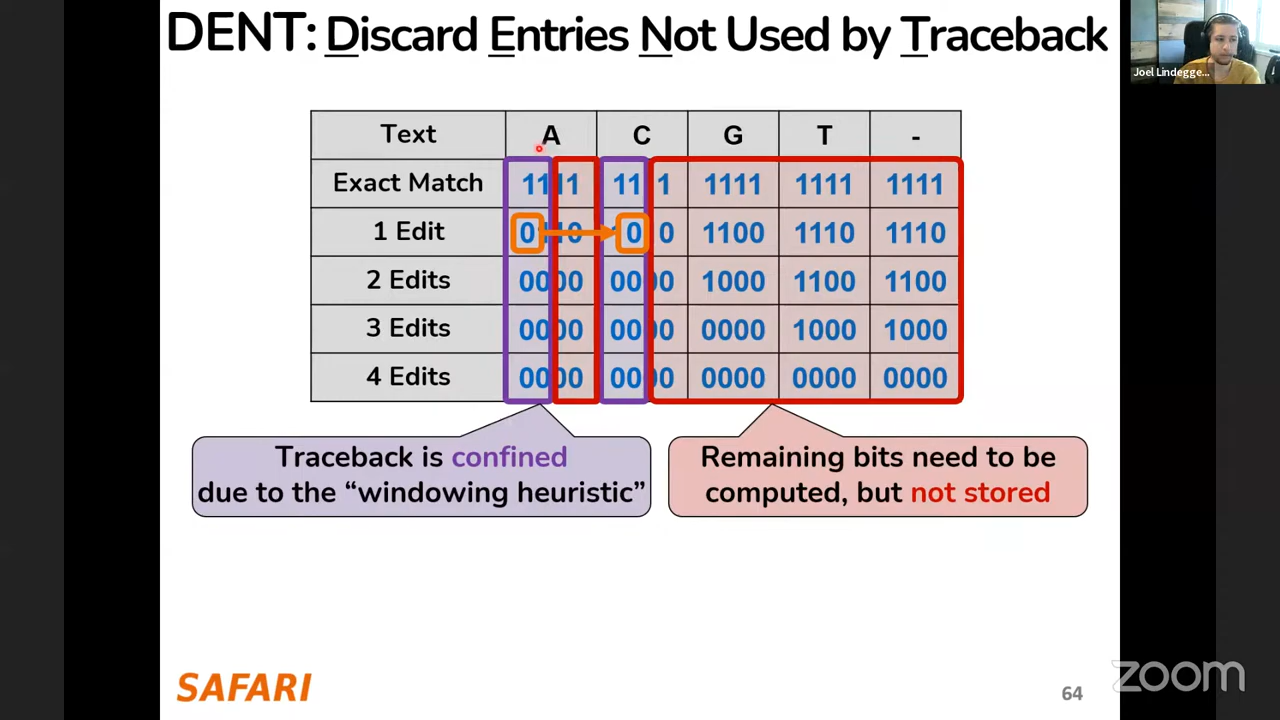 DENT: Discard Entries Not Used by Traceback
Joel Lindegge...
Text A C G T -
Exact Match 1111 11 1 1111 1111 1111
1 Edit 0110 0 0 1100 1110 1110
2 Edits 0000 0000 1000 1100 1100
3 Edits 0000 0000 0000 1000 1000
4 Edits 0000 0000 0000 0000 0000
Traceback is confined
due to the “windowing heuristic”
Remaining bits need to be
computed, but not stored
SAFARI
64
zoom